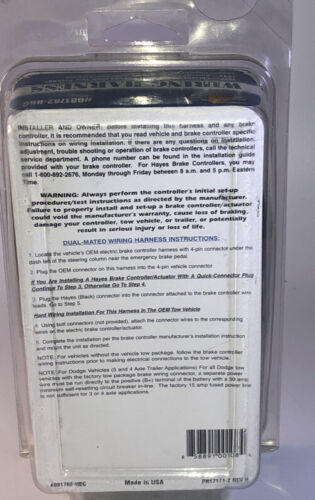 WIRING HARNESS
#081782-HBC
INSTALLER AND OWNER: Before installing this harness and any brake
controller, it is recommended that you read vehicle and brake controller specific
instructions on wiring installation. If there are any questions on installation,
adjustment, trouble shooting or operation of brake controllers, call the technical
service department. A phone number can be found in the installation guide
provided with your brake controller. For Hayes Brake Controllers, you may
call 1-800-892-2676, Monday through Friday between 8 a.m. and 5 p.m. Eastern
Time.
WARNING: Always perform the controller's initial set-up
procedures/test instructions as directed by the manufacturer.
Failure to properly install and set-up a brake controller/actuator
could void the manufacturer's warranty, cause loss of braking,
damage your controller, tow vehicle, or trailer, or potentially
result in serious injury or loss of life.
DUAL-MATED WIRING HARNESS INSTRUCTIONS:
1. Locate the vehicle's OEM electric brake controller harness with 4-pin connector under the
dash left of the steering column near the emergency brake pedal.
2. Plug the OEM connector on this harness into the 4-pin vehicle connector.
If You Are Installing A Hayes Brake Controller/Actuator With A Quick-Connector Plug
Continue To Step 3, Otherwise Go To Step 4.
3. Plug the Hayes (Black) connector into the connector attached to the brake controller wire
leads. Go to Step 5.
Hard Wiring Installation For This Harness In The OEM Tow Vehicle
4. Using butt connectors (not provided), attach the connector wires to the corresponding
wires on the electric brake controller/actuator.
5. Complete the installation per the brake controller manufacturer's installation instruction
and mount the unit as directed.
NOTE: For vehicles without the vehicle tow package, follow the brake controller
wiring instructions prior to making electrical connections to the tow vehicle.
NOTE: For Dodge Vehicles (3 and 4 Axle Trailer Applications) For all Dodge tow
vehicles with the factory tow package brake wiring connector, a separate power
wire must be run directly to the positive (B+) terminal of the battery with a 30 amp
minimum self-resetting circuit breaker in-line. The factory 15 amp fused power line
is not sufficient for 3 or 4 axle applications.
#081782-HBC
Made in USA
PN17171-2 REV H